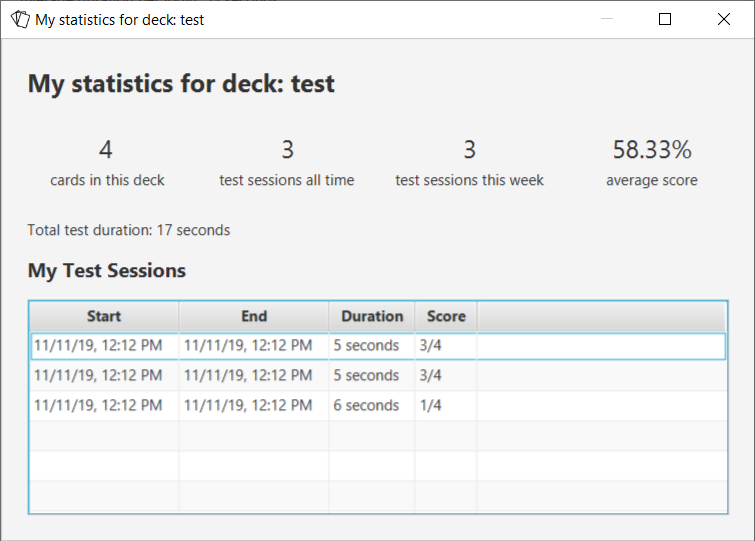 My statistics for deck: test
My statistics for deck: test
4 3 3 58.33%
cards in this deck test sessions all time test sessions this week average score
Total test duration: 17 seconds
My Test Sessions
Start End Duration Score
11/11/19, 12:12 PM 11/11/19, 12:12 PM 5 seconds 3/4
11/11/19, 12:12 PM 11/11/19, 12:12 PM 5 seconds 3/4
11/11/19, 12:12 PM 11/11/19, 12:12 PM 6 seconds 1/4